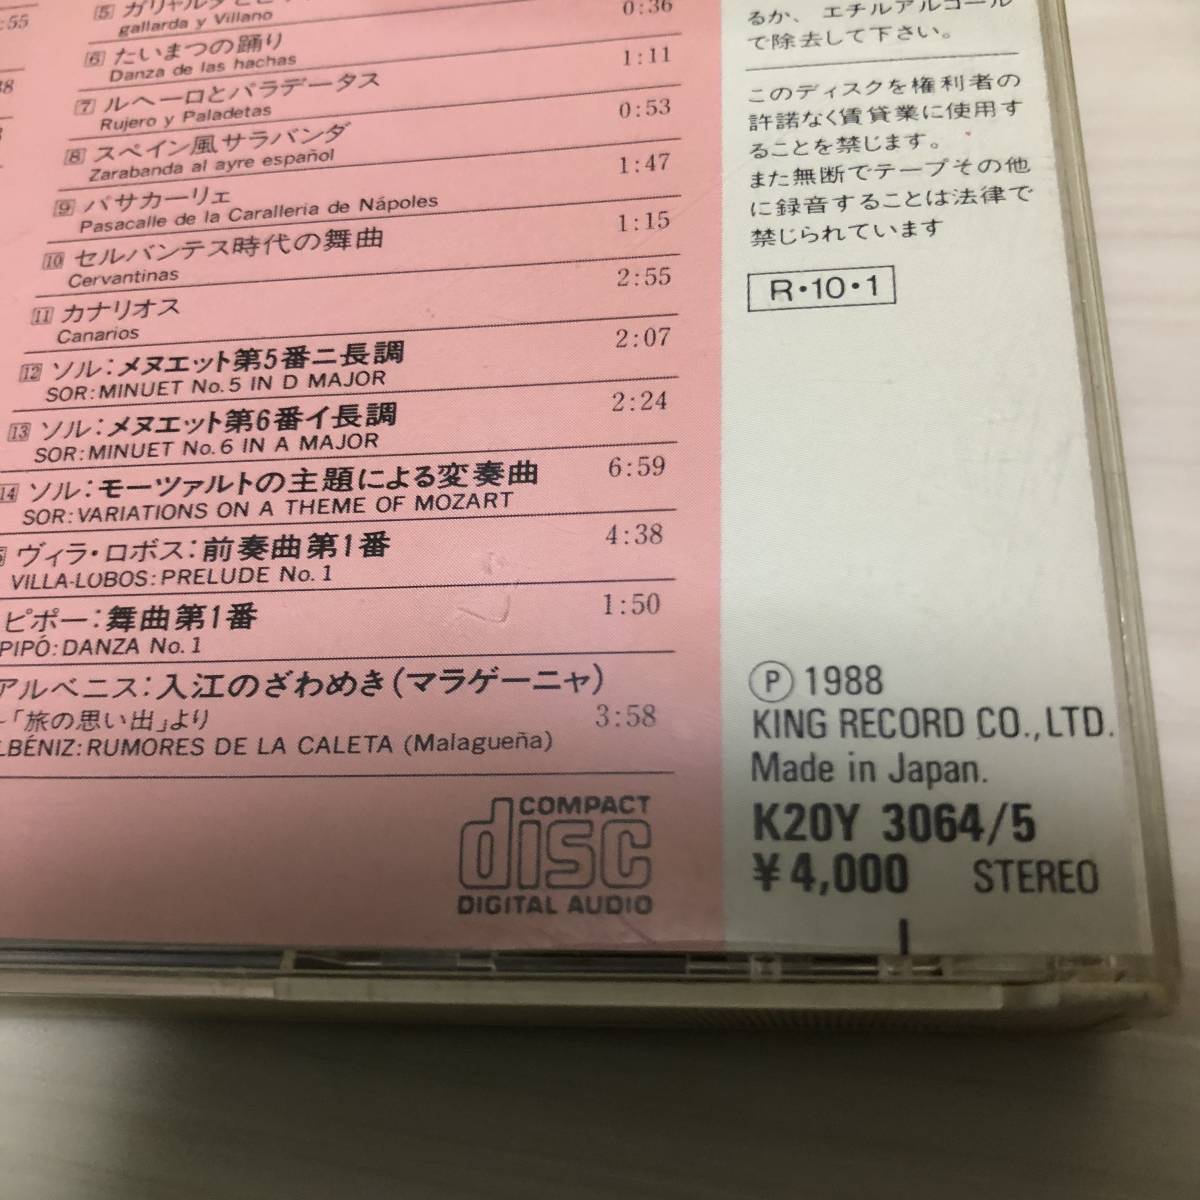 :55
38
3
5 ガリャルダとビ
gallarda y Villano
0:36
6 たいまつの踊り
Danza de las hachas
1:11
7 ルヘーロとパラデータス
Rujero y Paladetas
0:53
8 スペイン風サラバンダ
Zarabanda al ayre español
1:47
9 パサカーリェ
Pasacalle de la Caralleria de Nápoles
1:15
10 セルバンテス時代の舞曲
Cervantinas
2:55
11 カナリオス
Canarios
2:07
12 ソル:メヌエット第5番ニ長調
SOR:MINUET No.5 IN D MAJOR
2:24
13 ソル:メヌエット第6番イ長調
SOR:MINUET No.6 IN A MAJOR
6:59
14 ソル:モーツァルトの主題による変奏曲
SOR:VARIATIONS ON A THEME OF MOZART
4:38
5 ヴィラ・ロボス:前奏曲第1番
VILLA-LOBOS:PRELUDE No.1
1:50
ピポー:舞曲第1番
PIPÓ:DANZA No.1
アルベニス:入江のざわめき(マラゲーニャ)
-「旅の思い出」より
3:58
LBÉNIZ:RUMORES DE LA CALETA (Malagueña)
COMPACT
disc
DIGITAL AUDIO
るか、エチルアルコール
で除去して下さい。
このディスクを権利者の
許諾なく賃貸業に使用す
ることを禁じます。
また無断でテープその他
に録音することは法律で
禁じられています
R・10・1
Ⓟ 1988
KING RECORD CO.,LTD.
Made in Japan.
K20Y 3064/5
¥4,000 STEREO